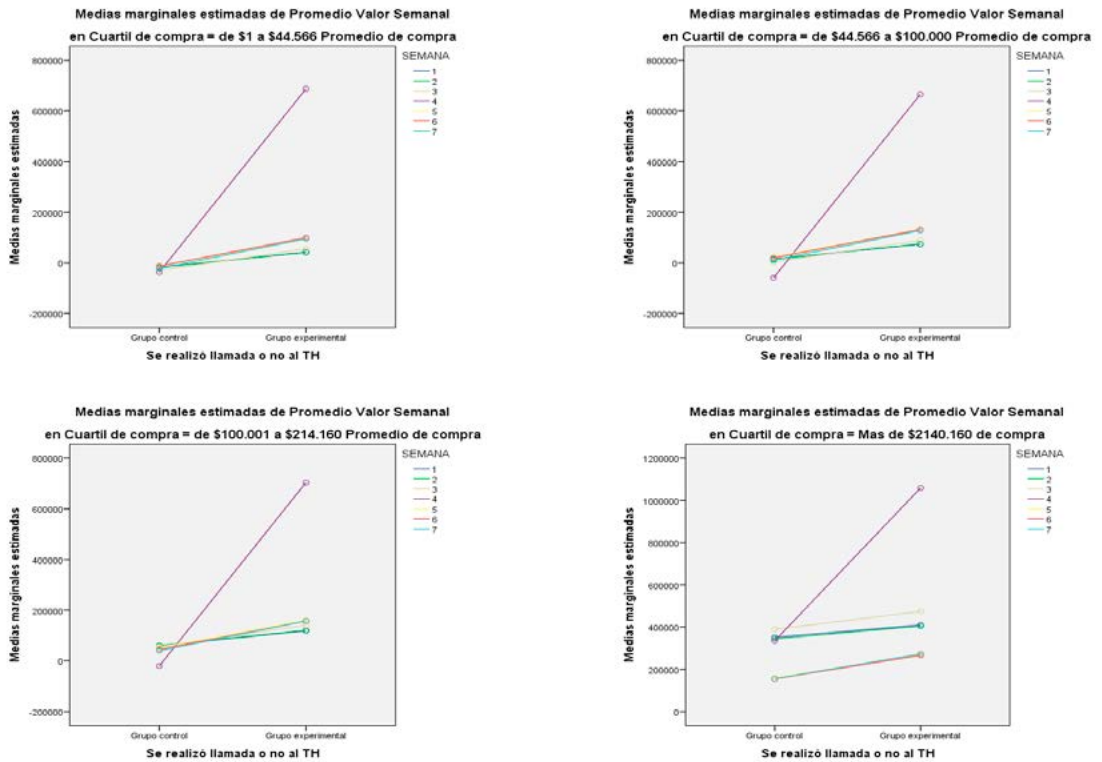 Medias marginales estimadas de Promedio Valor Semanal
en Cuartil de compra = de $1 a $44.566 Promedio de compra
SEMANA
1
2
3
4
5
6
7
800000
600000
400000
200000
0
-200000
Medias marginales estimadas
Grupo control
Grupo experimental
Se realizó llamada o no al TH
Medias marginales estimadas de Promedio Valor Semanal
en Cuartil de compra = de $44.566 a $100.000 Promedio de compra
SEMANA
1
2
3
4
5
6
7
800000
600000
400000
200000
0
-200000
Medias marginales estimadas
Grupo control
Grupo experimental
Se realizó llamada o no al TH
Medias marginales estimadas de Promedio Valor Semanal
en Cuartil de compra = de $100.001 a $214.160 Promedio de compra
SEMANA
1
2
3
4
5
6
7
800000
600000
400000
200000
0
-200000
Medias marginales estimadas
Grupo control
Grupo experimental
Se realizó llamada o no al TH
Medias marginales estimadas de Promedio Valor Semanal
en Cuartil de compra = Mas de $2140.160 de compra
SEMANA
1
2
3
4
5
6
7
1200000
1000000
800000
600000
400000
200000
0
Medias marginales estimadas
Grupo control
Grupo experimental
Se realizó llamada o no al TH